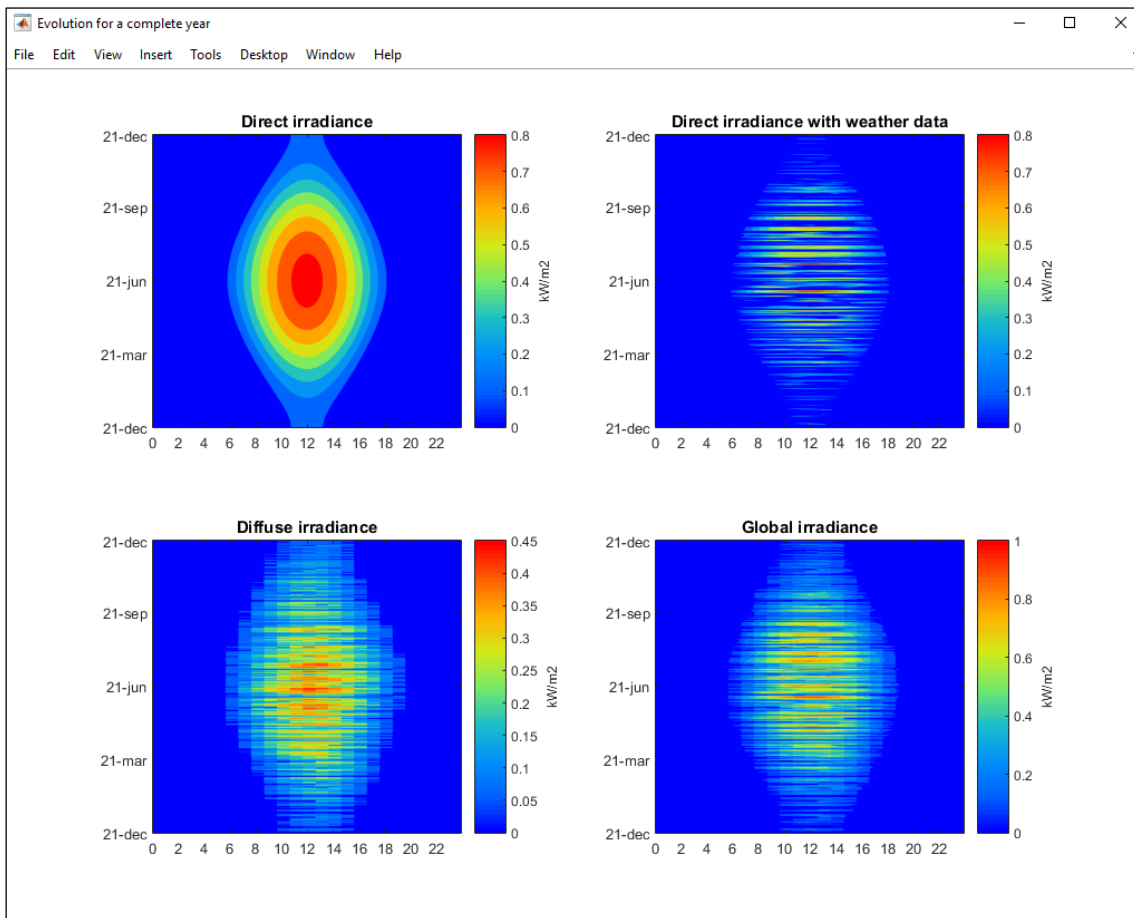 Evolution for a complete year
File Edit View Insert Tools Desktop Window Help
Direct irradiance
21-dec
21-sep
21-jun
21-mar
21-dec
0 2 4 6 8 10 12 14 16 18 20 22
0.8
0.7
0.6
0.5
0.4
0.3
0.2
0.1
0
kW/m2
Direct irradiance with weather data
21-dec
21-sep
21-jun
21-mar
21-dec
0 2 4 6 8 10 12 14 16 18 20 22
0.8
0.7
0.6
0.5
0.4
0.3
0.2
0.1
0
kW/m2
Diffuse irradiance
21-dec
21-sep
21-jun
21-mar
21-dec
0 2 4 6 8 10 12 14 16 18 20 22
0.45
0.4
0.35
0.3
0.25
0.2
0.15
0.1
0.05
0
kW/m2
Global irradiance
21-dec
21-sep
21-jun
21-mar
21-dec
0 2 4 6 8 10 12 14 16 18 20 22
1
0.8
0.6
0.4
0.2
0
kW/m2